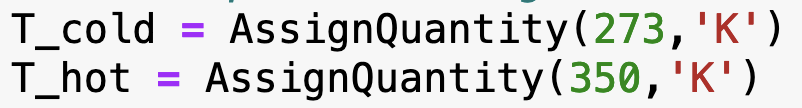 T_cold = AssignQuantity(273,'K')
T_hot = AssignQuantity(350,'K')